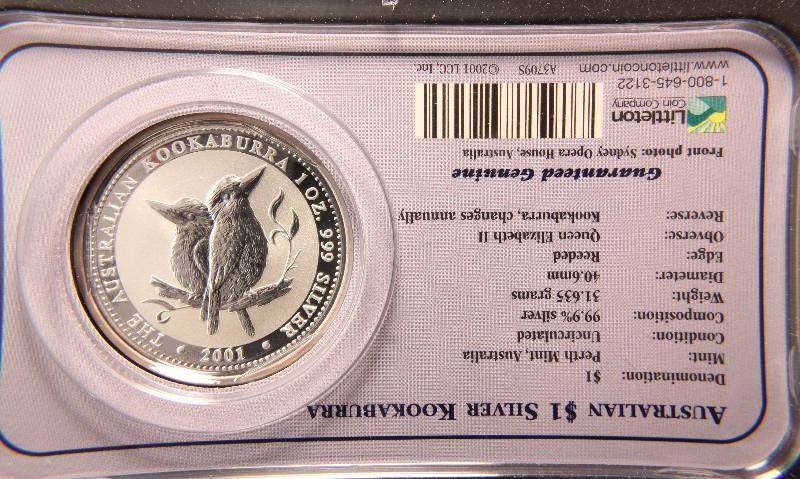 AUSTRALIAN $1 SILVER KOOKABURRA
Denomination: $1
Mint: Perth Mint, Australia
Condition: Uncirculated
Composition: 99.9% silver
Weight: 31.635 grams
Diameter: 40.6mm
Edge: Reeded
Obverse: Queen Elizabeth II
Reverse: Kookaburra, changes annually
Guaranteed Genuine
Front photo: Sydney Opera House, Australia
Littleton
Coin Company
1-800-645-3122
www.littletoncoin.com A5709S ©2001 LCC, Inc.
THE AUSTRALIAN KOOKABURRA 1 OZ. 999 SILVER
2001